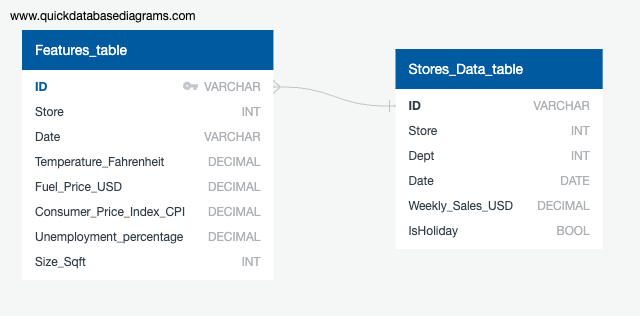 www.quickdatabasediagrams.com
Features_table
ID VARCHAR
Store INT
Date VARCHAR
Temperature_Fahrenheit DECIMAL
Fuel_Price_USD DECIMAL
Consumer_Price_Index_CPI DECIMAL
Unemployment_percentage DECIMAL
Size_Sqft INT
Stores_Data_table
ID VARCHAR
Store INT
Dept INT
Date DATE
Weekly_Sales_USD DECIMAL
IsHoliday BOOL